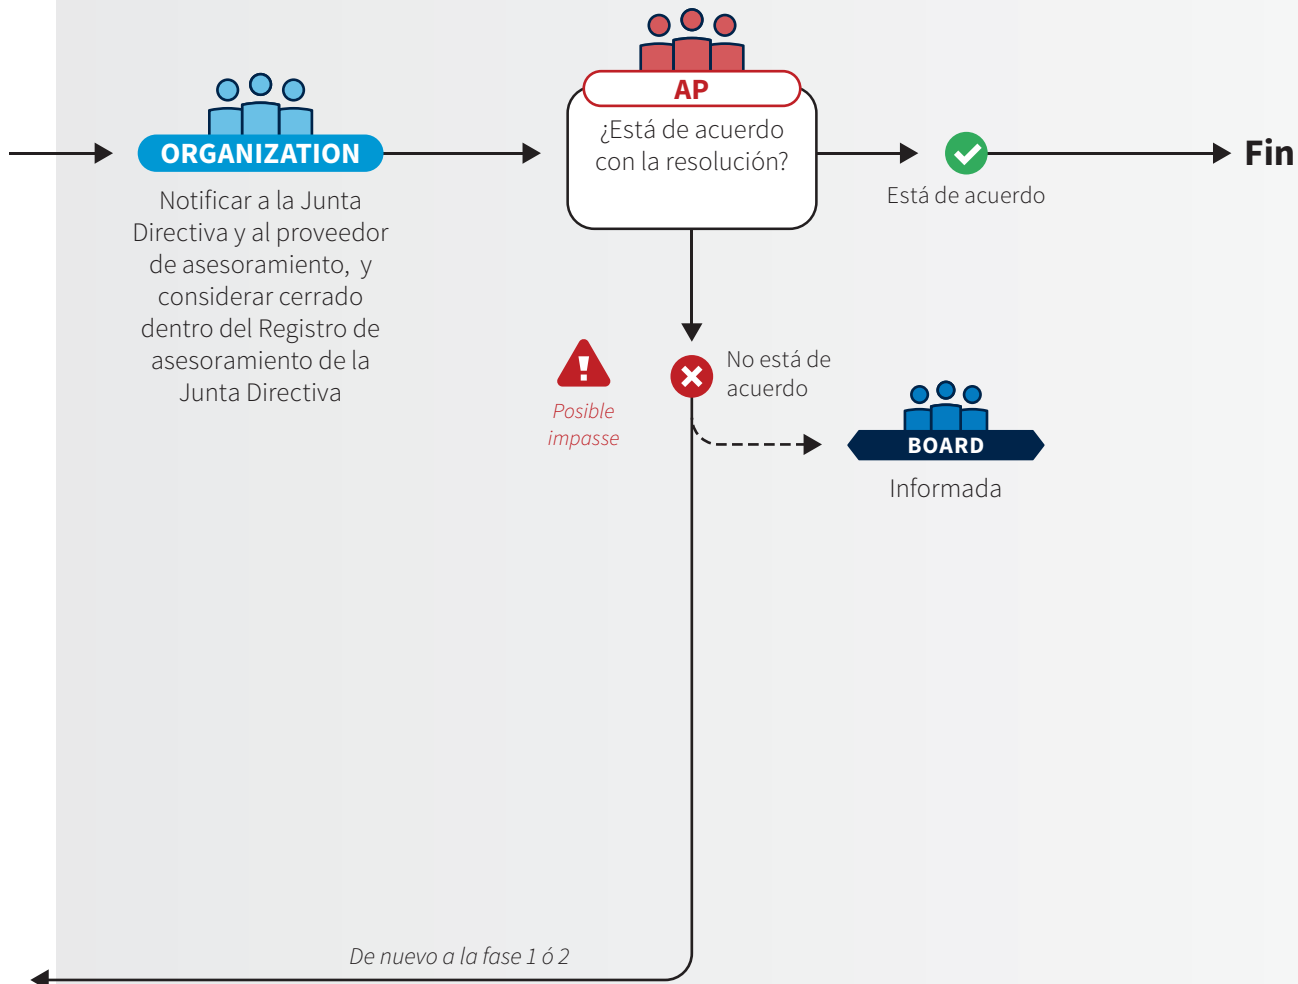 AP
¿Está de acuerdo
con la resolución?
ORGANIZATION
Notificar a la Junta
Directiva y al proveedor
de asesoramiento, y
considerar cerrado
dentro del Registro de
asesoramiento de la
Junta Directiva
Está de acuerdo
Fin
Posible
impasse
No está de
acuerdo
BOARD
Informada
De nuevo a la fase 1 ó 2